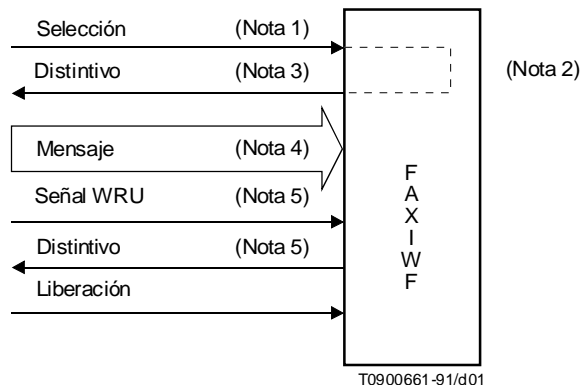 Selección (Nota 1)
Distintivo (Nota 3)
(Nota 2)
Mensaje (Nota 4)
Señal WRU (Nota 5)
Distintivo (Nota 5)
Liberación
F
A
X
I
W
F
T0900661-91/d01